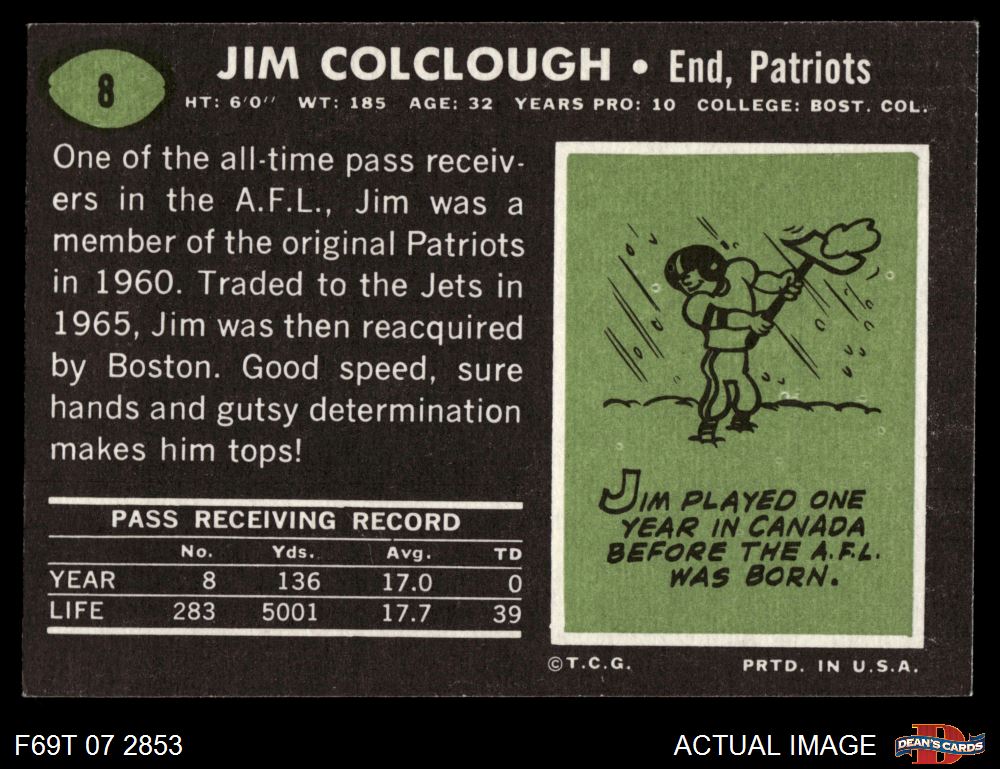 8
JIM COLCLOUGH • End, Patriots
HT: 6'0" WT: 185 AGE: 32 YEARS PRO: 10 COLLEGE: BOST. COL.
One of the all-time pass receiv-
ers in the A.F.L., Jim was a
member of the original Patriots
in 1960. Traded to the Jets in
1965, Jim was then reacquired
by Boston. Good speed, sure
hands and gutsy determination
makes him tops!
PASS RECEIVING RECORD
No. Yds. Avg. TD
YEAR 8 136 17.0 0
LIFE 283 5001 17.7 39
JIM PLAYED ONE
YEAR IN CANADA
BEFORE THE A.F.L.
WAS BORN.
©T.C.G. PRTD. IN U.S.A.
F69T 07 2853 ACTUAL IMAGE
D
DEAN'S CARDS